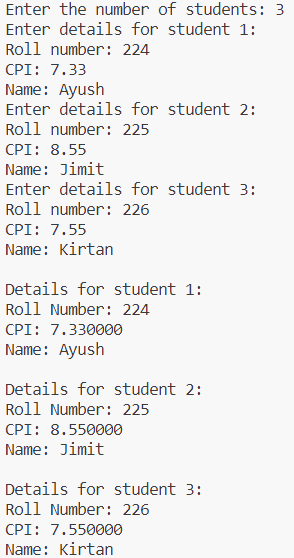 Enter the number of students: 3
Enter details for student 1:
Roll number: 224
CPI: 7.33
Name: Ayush
Enter details for student 2:
Roll number: 225
CPI: 8.55
Name: Jimit
Enter details for student 3:
Roll number: 226
CPI: 7.55
Name: Kirtan

Details for student 1:
Roll Number: 224
CPI: 7.330000
Name: Ayush

Details for student 2:
Roll Number: 225
CPI: 8.550000
Name: Jimit

Details for student 3:
Roll Number: 226
CPI: 7.550000
Name: Kirtan